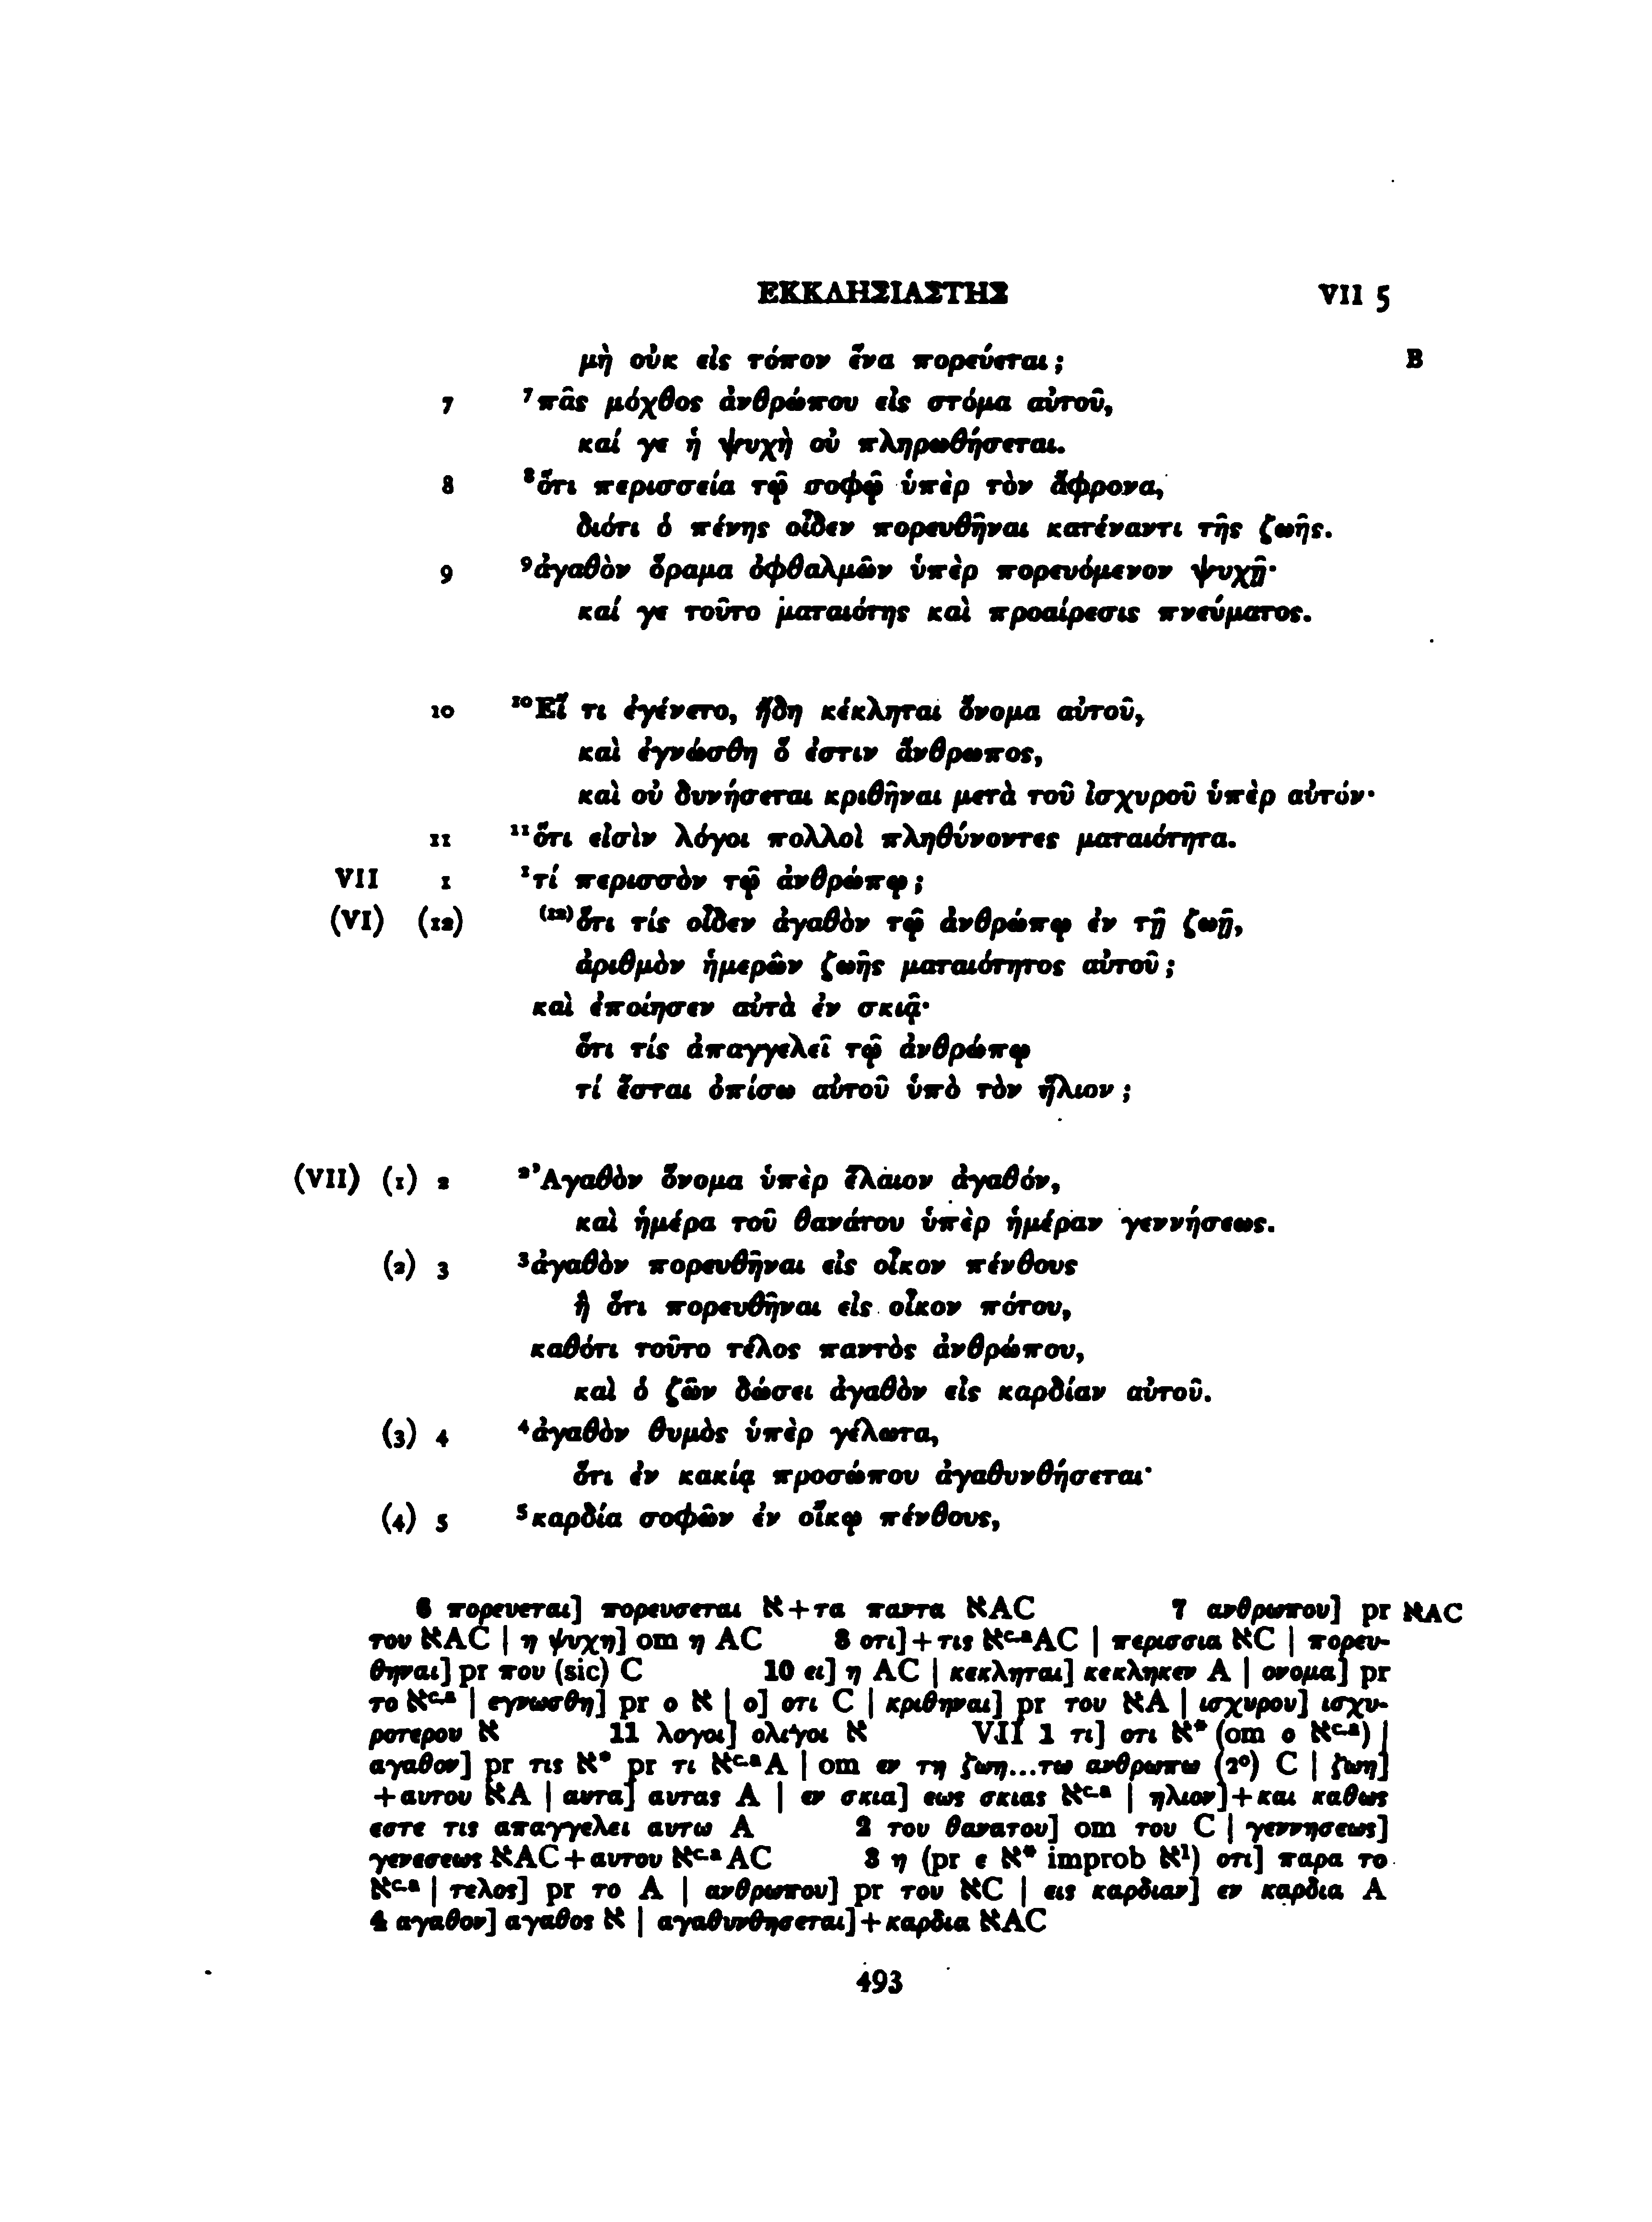 ΕΚΚΛΗΣΙΑΣΤΗΣ VII 5
μὴ οὐκ εἰς τόπον ἕνα πορεύεται; B
7 ⁷πᾶς μόχθος ἀνθρώπου εἰς στόμα αὐτοῦ,
καί γε ἡ ψυχὴ οὐ πληρωθήσεται.
8 ⁸ὅτι περισσεία τῷ σοφῷ ὑπὲρ τὸν ἄφρονα,
διότι ὁ πένης οἶδεν πορευθῆναι κατέναντι τῆς ζωῆς.
9 ⁹ἀγαθὸν ὅραμα ὀφθαλμῶν ὑπὲρ πορευόμενον ψυχῇ·
καί γε τοῦτο ματαιότης καὶ προαίρεσις πνεύματος.
10 ¹⁰Εἴ τι ἐγένετο, ἤδη κέκληται ὄνομα αὐτοῦ,
καὶ ἐγνώσθη ὅ ἐστιν ἄνθρωπος,
καὶ οὐ δυνήσεται κριθῆναι μετὰ τοῦ ἰσχυροῦ ὑπὲρ αὐτόν·
11 ¹¹ὅτι εἰσὶν λόγοι πολλοὶ πληθύνοντες ματαιότητα.
VII 1 ¹τί περισσὸν τῷ ἀνθρώπῳ;
(VI) (12) ⁽¹²⁾ὅτι τίς οἶδεν ἀγαθὸν τῷ ἀνθρώπῳ ἐν τῇ ζωῇ,
ἀριθμὸν ἡμερῶν ζωῆς ματαιότητος αὐτοῦ;
καὶ ἐποίησεν αὐτὰ ἐν σκιᾷ·
ὅτι τίς ἀπαγγελεῖ τῷ ἀνθρώπῳ
τί ἔσται ὀπίσω αὐτοῦ ὑπὸ τὸν ἥλιον;
(VII) (1) 2 ²Ἀγαθὸν ὄνομα ὑπὲρ ἔλαιον ἀγαθόν,
καὶ ἡμέρα τοῦ θανάτου ὑπὲρ ἡμέραν γεννήσεως.
(2) 3 ³ἀγαθὸν πορευθῆναι εἰς οἶκον πένθους
ἢ ὅτι πορευθῆναι εἰς οἶκον πότου,
καθότι τοῦτο τέλος παντὸς ἀνθρώπου,
καὶ ὁ ζῶν δώσει ἀγαθὸν εἰς καρδίαν αὐτοῦ.
(3) 4 ⁴ἀγαθὸν θυμὸς ὑπὲρ γέλωτα,
ὅτι ἐν κακίᾳ προσώπου ἀγαθυνθήσεται·
(4) 5 ⁵καρδία σοφῶν ἐν οἴκῳ πένθους,
6 πορευεται] πορευσεται א+τα παντα אAC 7 ανθρωπου] pr אAC
του אAC | η ψυχη] om η AC 8 οτι]+τις אᶜ·ᵃAC | περισσια אC | πορευ-
θηναι] pr που (sic) C 10 ει] η AC | κεκληται] κεκληκεν A | ονομα] pr
το אᶜ·ᵃ | εγνωσθη] pr ο א | ο] οτι C | κριθηναι] pr του אA | ισχυρου] ισχυ-
ροτερου א 11 λογοι] ολιγοι א VII 1 τι] οτι א* (om ο אᶜ·ᵃ) |
αγαθον] pr τις א* pr τι אᶜ·ᵃA | om εν τη ζωη...τω ανθρωπω (2°) C | ζωη]
+αυτου אA | αυτα] αυτας A | εν σκια] εως σκιας אᶜ·ᵃ | ηλιον]+και καθως
εστε τις απαγγελει αυτω A 2 του θανατου] om του C | γεννησεως]
γενεσεως אAC+αυτου אᶜ·ᵃAC 3 η (pr ε א* improb א¹) οτι] παρα το
אᶜ·ᵃ | τελος] pr το A | ανθρωπου] pr του אC | εις καρδιαν] εν καρδια A
4 αγαθον] αγαθος א | αγαθυνθησεται]+καρδια אAC
493